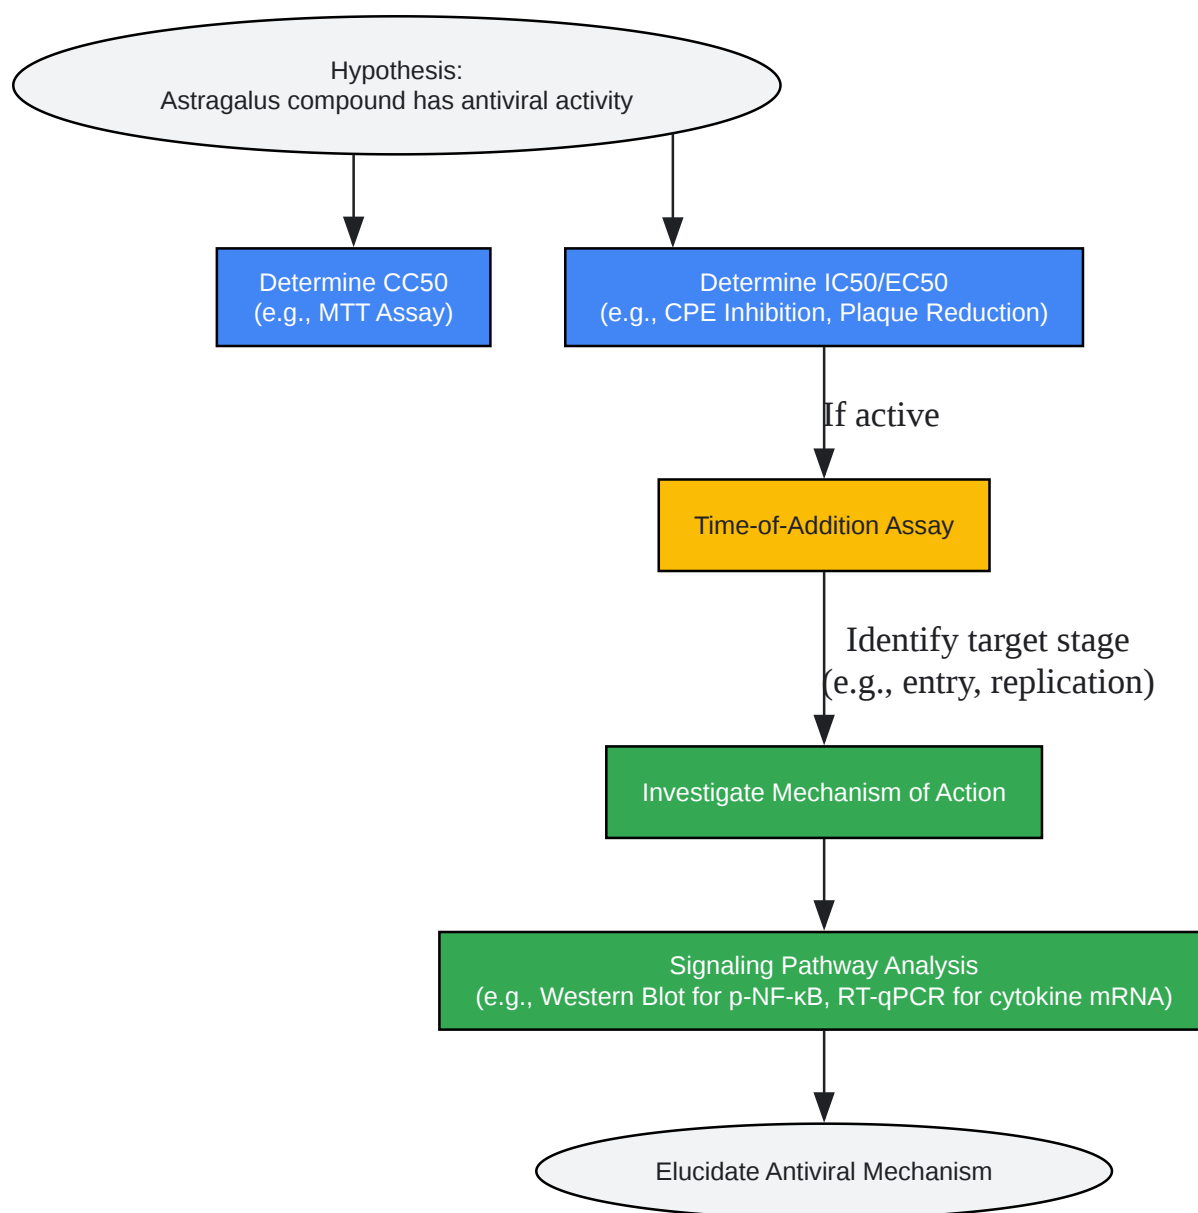 Hypothesis:
Astragalus compound has antiviral activity
Determine CC50
(e.g., MTT Assay)
Determine IC50/EC50
(e.g., CPE Inhibition, Plaque Reduction)
If active
Time-of-Addition Assay
Identify target stage
(e.g., entry, replication)
Investigate Mechanism of Action
Signaling Pathway Analysis
(e.g., Western Blot for p-NF-κB, RT-qPCR for cytokine mRNA)
Elucidate Antiviral Mechanism